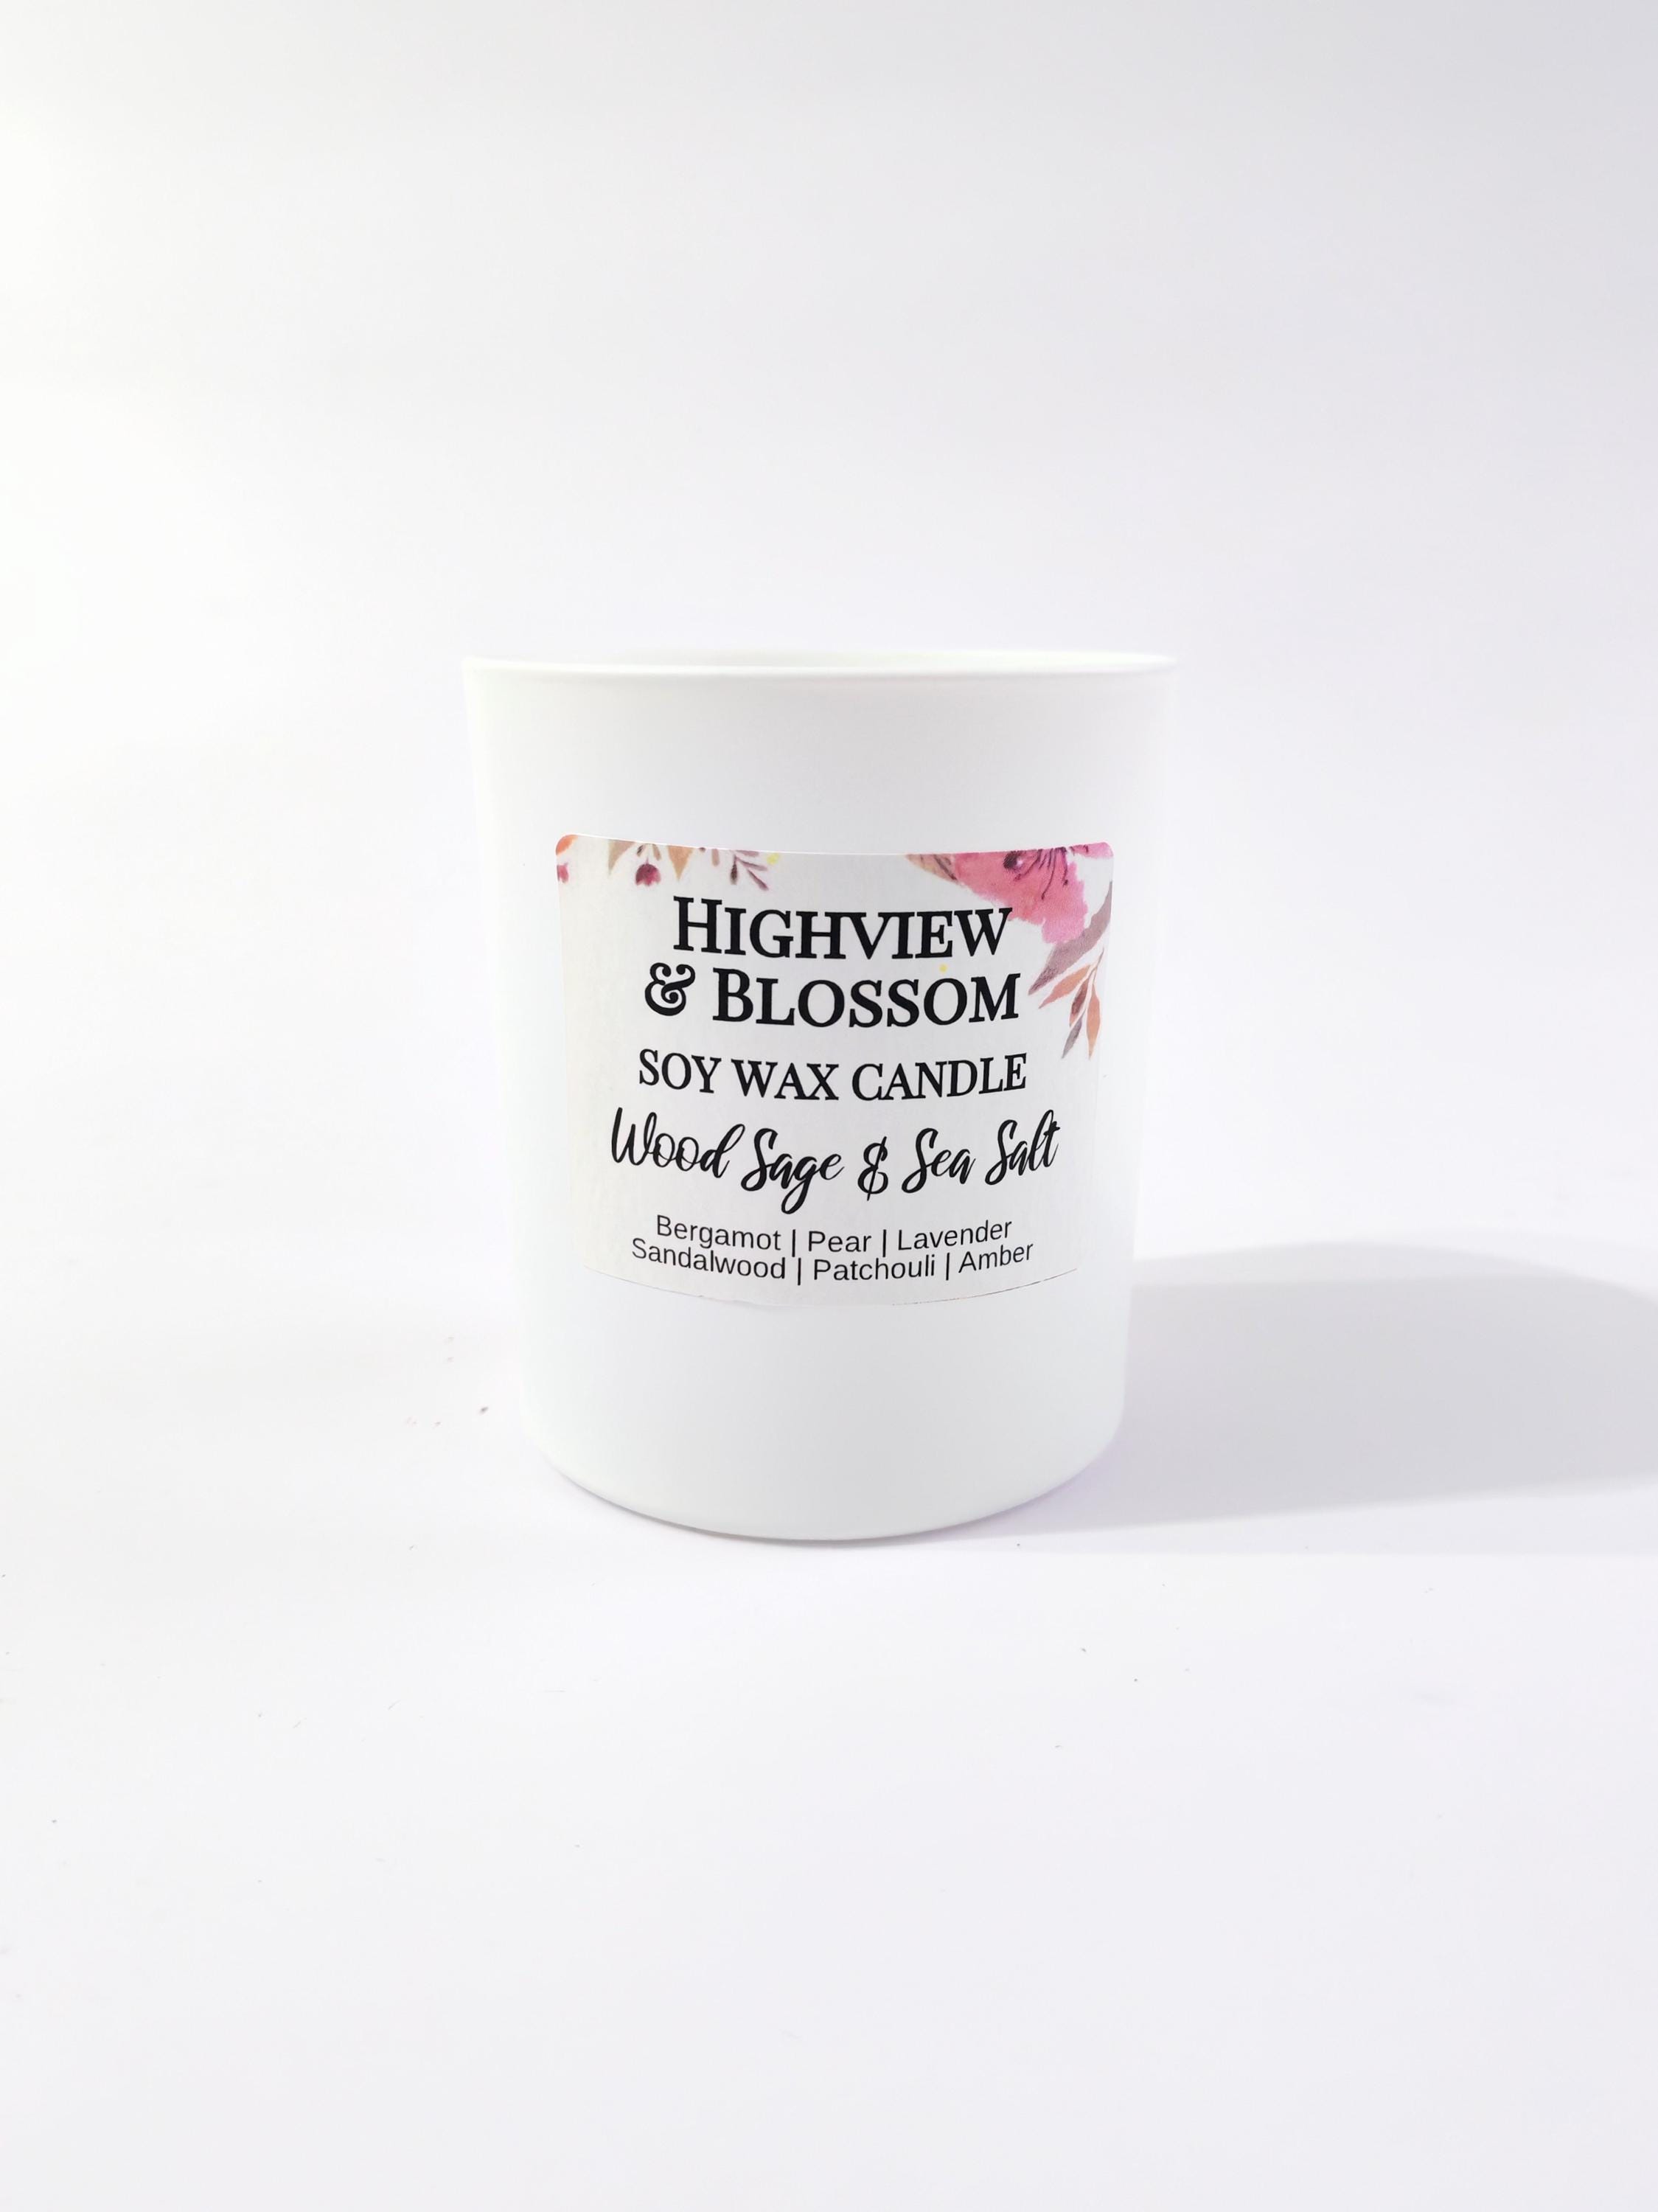 HIGHVIEW
& BLOSSOM
SOY WAX CANDLE
Wood Sage & Sea Salt
Bergamot | Pear | Lavender
Sandalwood | Patchouli | Amber